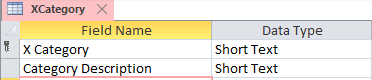 XCategory
Field Name Data Type
X Category Short Text
Category Description Short Text